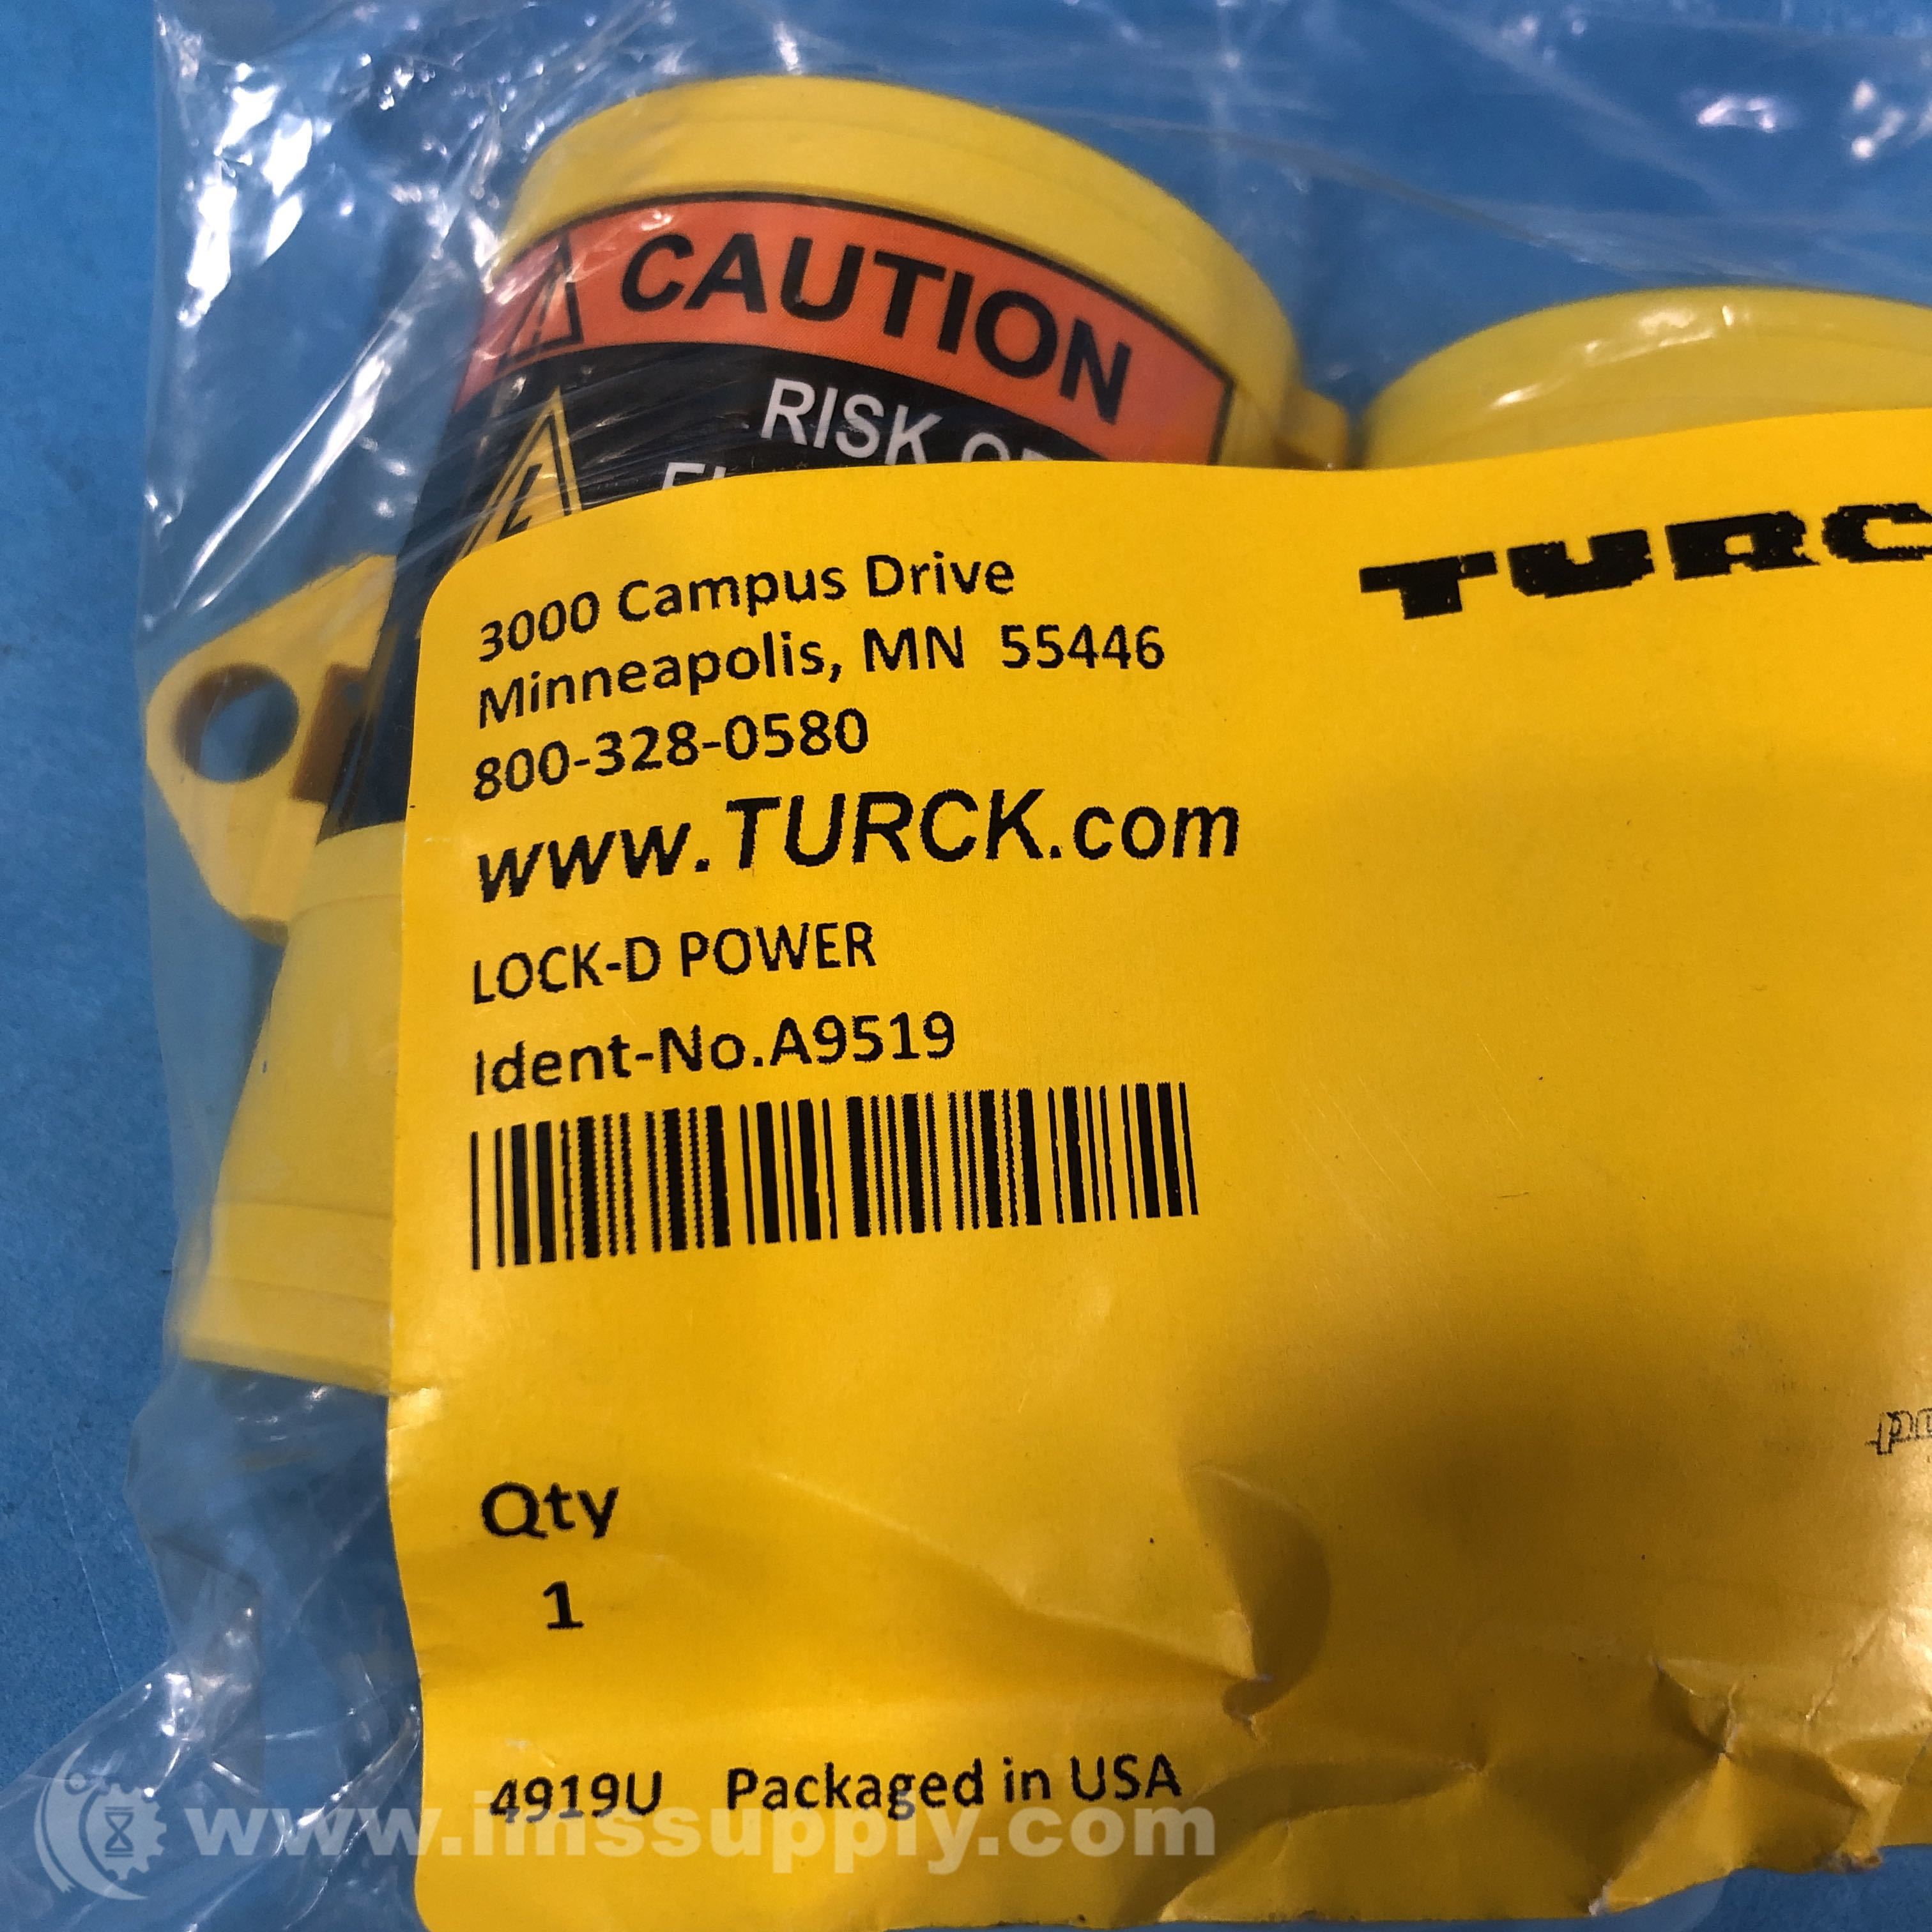 CAUTION
RISK
TURC
3000 Campus Drive
Minneapolis, MN 55446
800-328-0580
www.TURCK.com
LOCK-D POWER
Ident-No.A9519
Qty
1
4919U Packaged in USA
www.imssupply.com